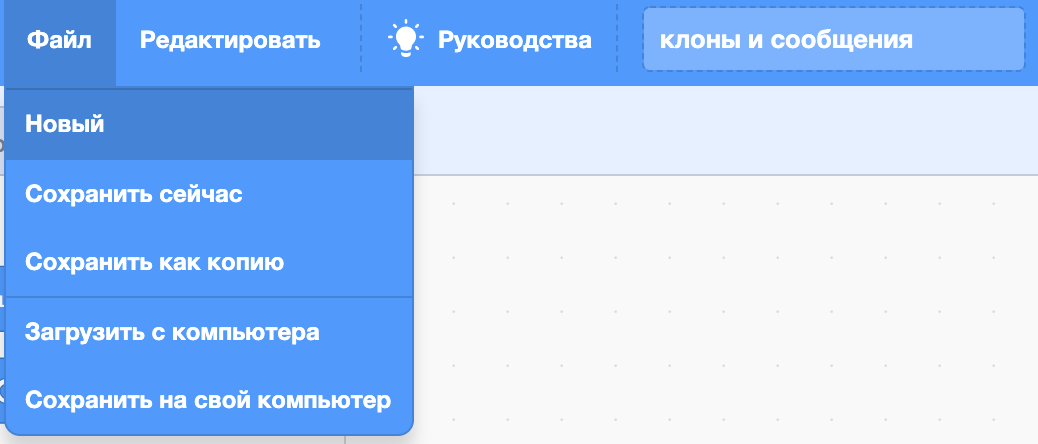 Файл Редактировать Руководства клоны и сообщения
Новый
Сохранить сейчас
Сохранить как копию
Загрузить с компьютера
Сохранить на свой компьютер